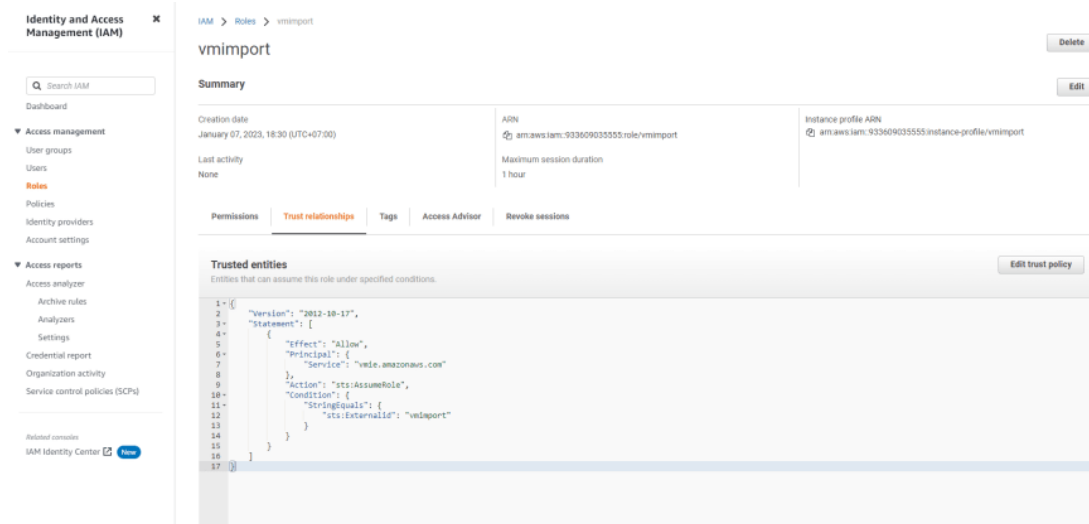 Identity and Access Management (IAM)
Search IAM
Dashboard
Access management
User groups
Users
Roles
Policies
Identity providers
Account settings
Access reports
Access analyzer
Archive rules
Analyzers
Settings
Credential report
Organization activity
Service control policies (SCPs)
Related consoles
IAM Identity Center New
IAM > Roles > vmimport
vmimport
Delete
Summary
Edit
Creation date
January 07, 2023, 18:30 (UTC+07:00)
Last activity
None
ARN
arn:aws:iam::933609035555:role/vmimport
Maximum session duration
1 hour
Instance profile ARN
arn:aws:iam::933609035555:instance-profile/vmimport
Permissions Trust relationships Tags Access Advisor Revoke sessions
Trusted entities
Edit trust policy
Entities that can assume this role under specified conditions.
1 {
2 "Version": "2012-10-17",
3 "Statement": [
4 {
5 "Effect": "Allow",
6 "Principal": {
7 "Service": "vmie.amazonaws.com"
8 },
9 "Action": "sts:AssumeRole",
10 "Condition": {
11 "StringEquals": {
12 "sts:Externalid": "vmimport"
13 }
14 }
15 }
16 ]
17 }